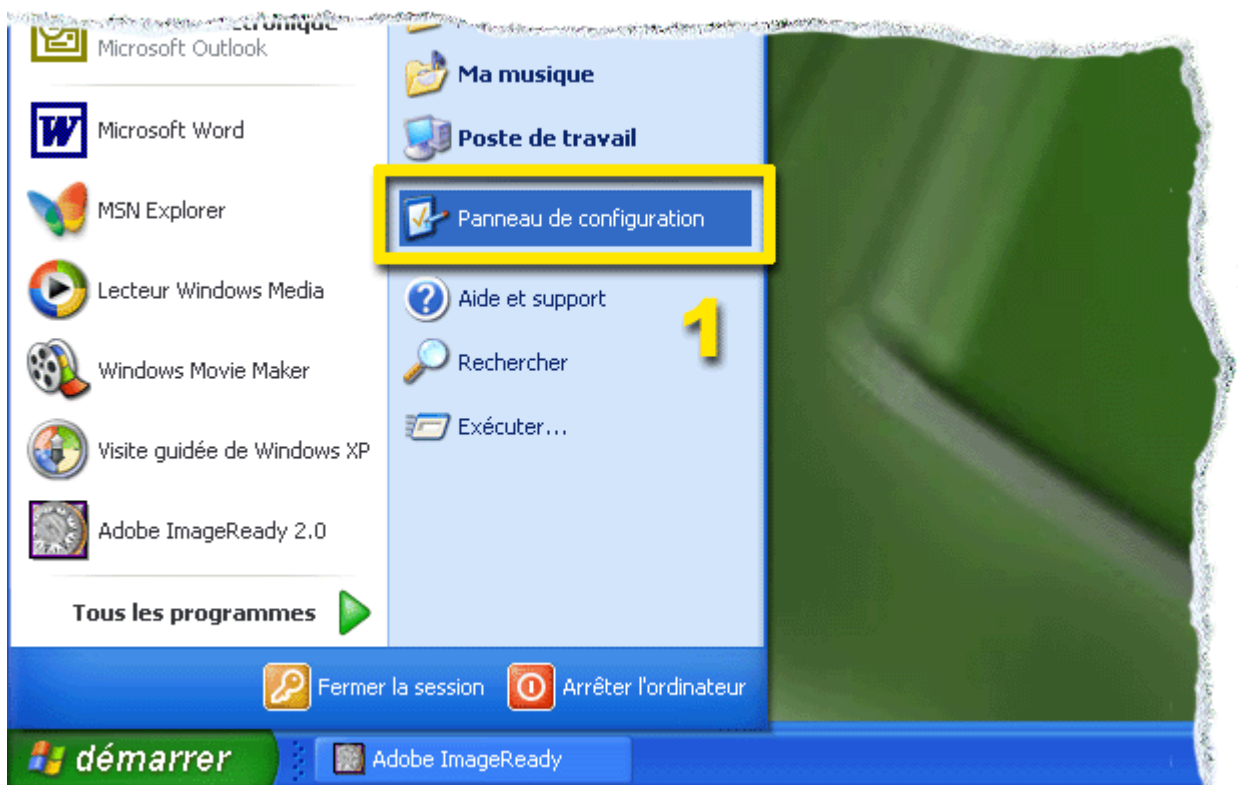 Microsoft Outlook
Microsoft Word
MSN Explorer
Lecteur Windows Media
Windows Movie Maker
Visite guidée de Windows XP
Adobe ImageReady 2.0
Tous les programmes
Ma musique
Poste de travail
Panneau de configuration
Aide et support
1
Rechercher
Exécuter...
Fermer la session
Arrêter l'ordinateur
démarrer
Adobe ImageReady